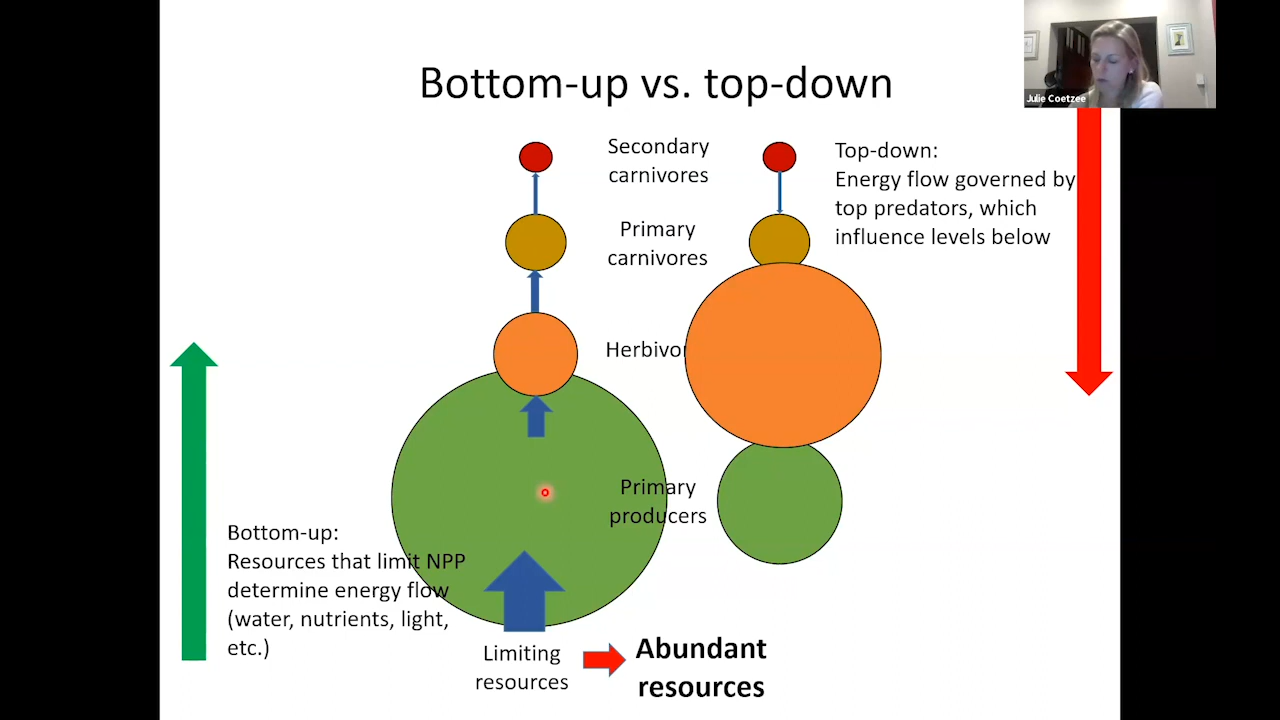 Bottom-up vs. top-down
Julie Coetzee
Secondary
carnivores
Primary
carnivores
Herbivor
Primary
producers
Top-down:
Energy flow governed by
top predators, which
influence levels below
Bottom-up:
Resources that limit NPP
determine energy flow
(water, nutrients, light,
etc.)
Limiting
resources
Abundant
resources